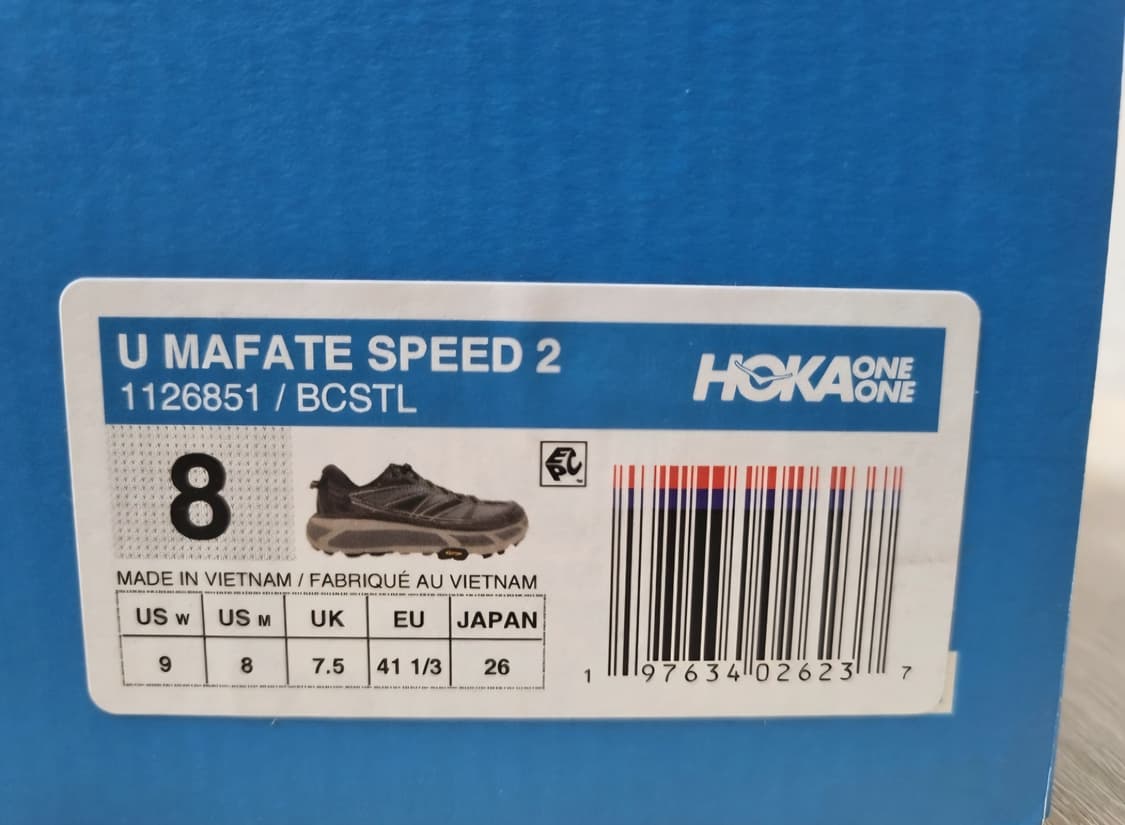 U MAFATE SPEED 2
1126851 / BCSTL
HOKA ONE ONE
8
EPC
MADE IN VIETNAM / FABRIQUÉ AU VIETNAM
US W US M UK EU JAPAN
9 8 7.5 41 1/3 26
1 97634 02623 7